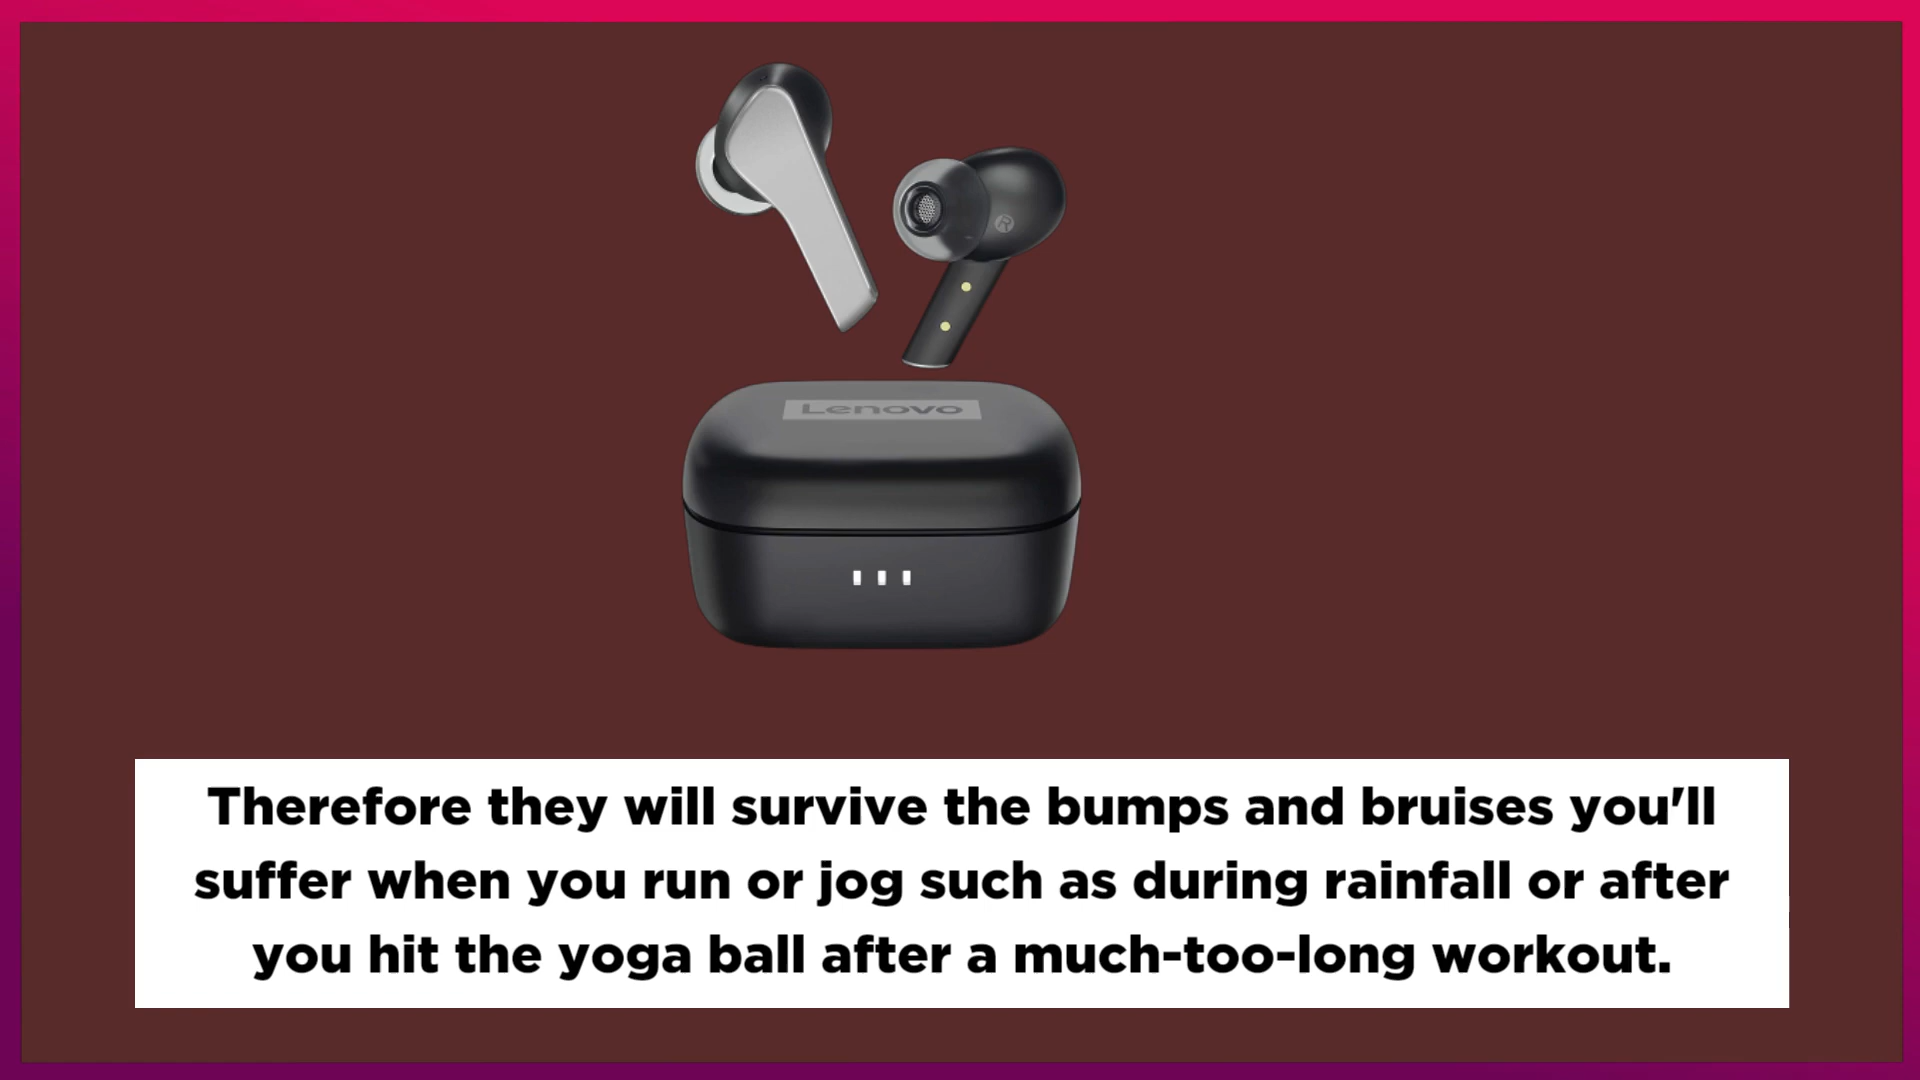 R
Lenovo
Therefore they will survive the bumps and bruises you'll
suffer when you run or jog such as during rainfall or after
you hit the yoga ball after a much-too-long workout.